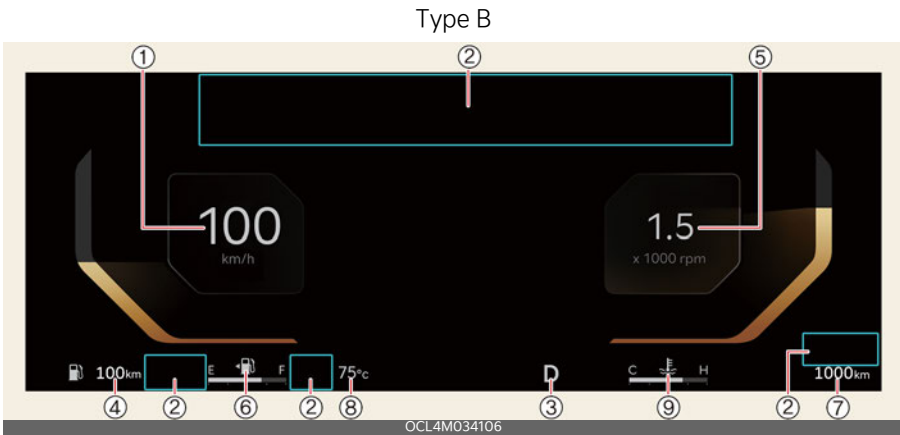 Type B
① ② ⑤
100
km/h
1.5
x 1000 rpm
100km E F 75°c D C H 1000km
④ ② ⑥ ② ⑧ ③ ⑨ ② ⑦
OCL4M034106